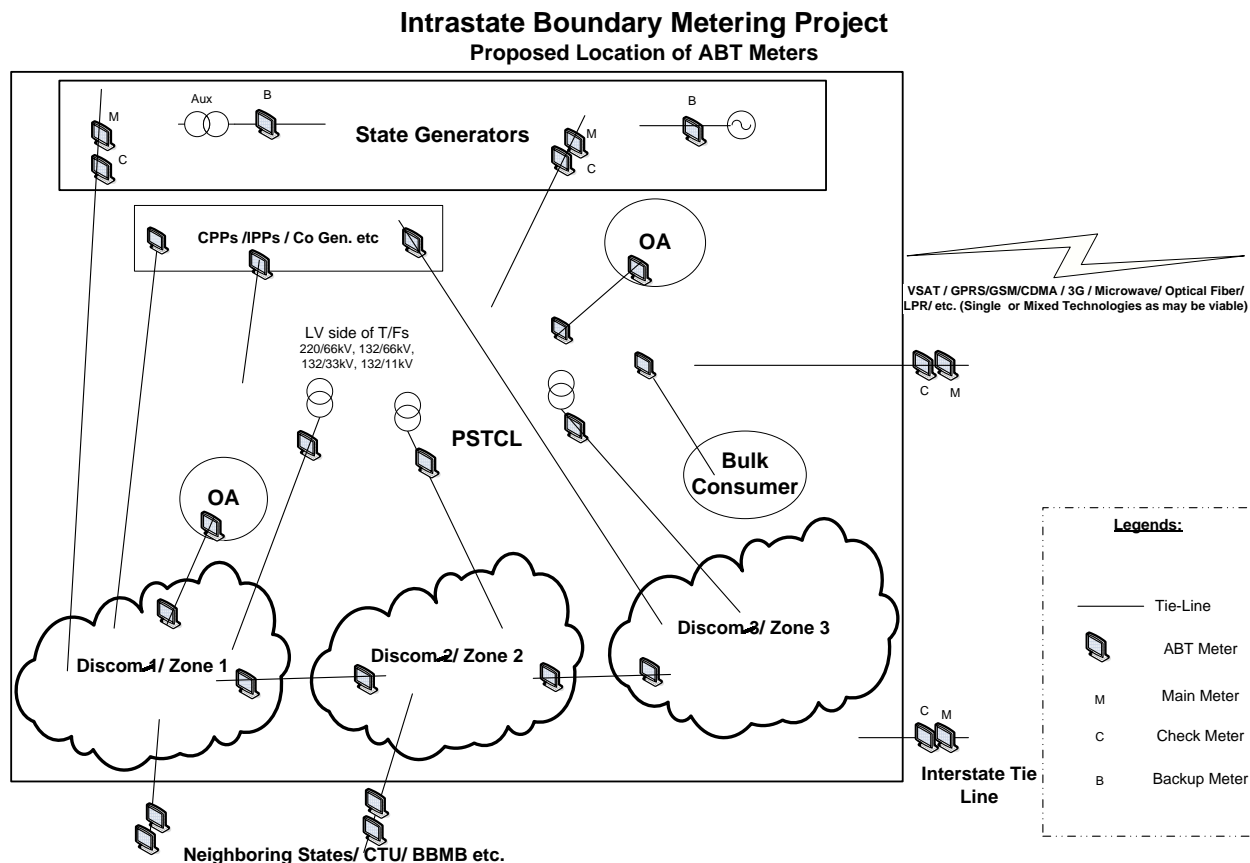 Intrastate Boundary Metering Project
Proposed Location of ABT Meters
Aux
B
B
M
C
State Generators
M
C
CPPs /IPPs / Co Gen. etc
OA
VSAT / GPRS/GSM/CDMA / 3G / Microwave/ Optical Fiber/
LPR/ etc. (Single or Mixed Technologies as may be viable)
LV side of T/Fs
220/66kV, 132/66kV,
132/33kV, 132/11kV
C
M
PSTCL
Bulk
Consumer
OA
Legends:
Tie-Line
ABT Meter
M
Main Meter
C
Check Meter
B
Backup Meter
Discom-1/ Zone 1
Discom-2/ Zone 2
Discom-3/ Zone 3
C
M
Interstate Tie
Line
Neighboring States/ CTU/ BBMB etc.